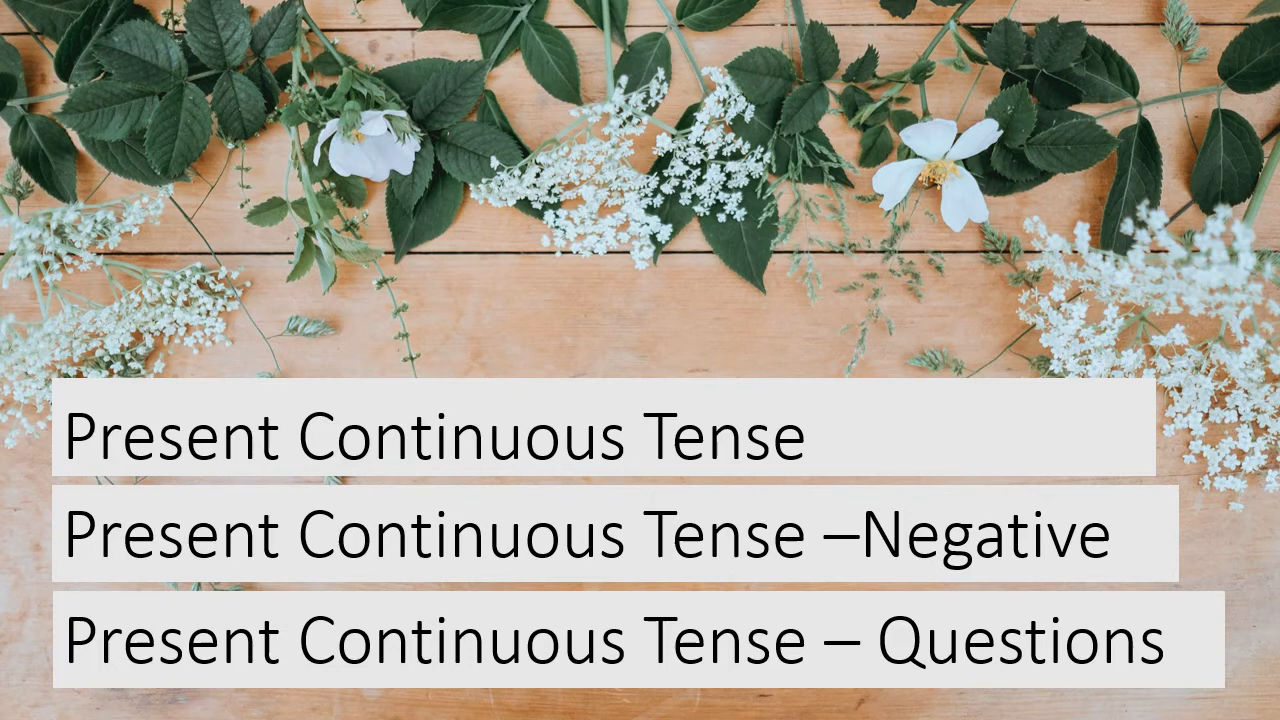 Present Continuous Tense
Present Continuous Tense –Negative
Present Continuous Tense – Questions